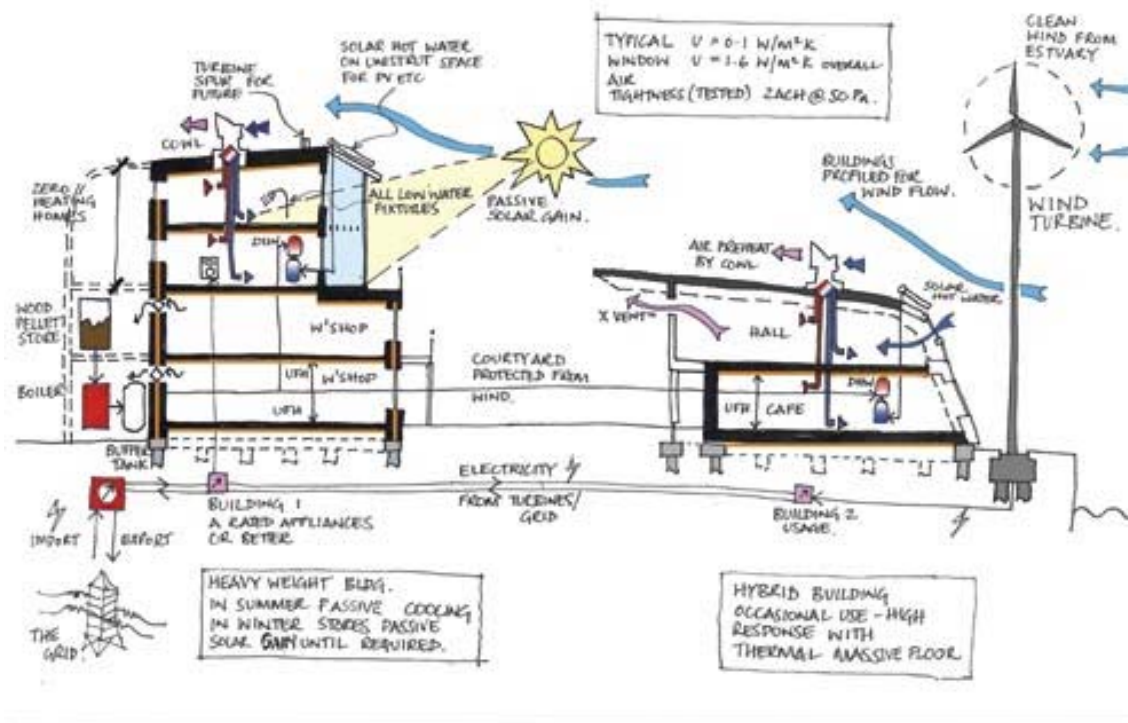 TYPICAL U = 0.1 W/M²K
WINDOW U = 1.6 W/M²K OVERALL
AIR
TIGHTNESS (TESTED) 2ACH @ 50 Pa.
CLEAN
WIND FROM
ESTUARY
SOLAR HOT WATER
ON UNISTRUT SPACE
FOR PV ETC
TURBINE
SPUR FOR
FUTURE
COWL
ZERO
HEATING
HOMES
ALL LOW WATER
FIXTURES
PASSIVE
SOLAR GAIN.
BUILDINGS
PROFILED FOR
WIND FLOW.
WIND
TURBINE.
DHW
AIR PREHEAT
BY COWL
SOLAR
HOT WATER
X VENT
HALL
WOOD
PELLET
STORE
W'SHOP
BOILER
UFH
W'SHOP
UFH
COURTYARD
PROTECTED FROM
WIND.
DHW
UFH
CAFE
BUFFER
TANK
ELECTRICITY
FROM TURBINES/
GRID
BUILDING 1
A RATED APPLIANCES
OR BETTER
BUILDING 2
USAGE.
IMPORT
EXPORT
THE
GRID.
HEAVY WEIGHT BLDG.
IN SUMMER PASSIVE COOLING
IN WINTER STORES PASSIVE
SOLAR GAIN UNTIL REQUIRED.
HYBRID BUILDING
OCCASIONAL USE - HIGH
RESPONSE WITH
THERMAL MASSIVE FLOOR